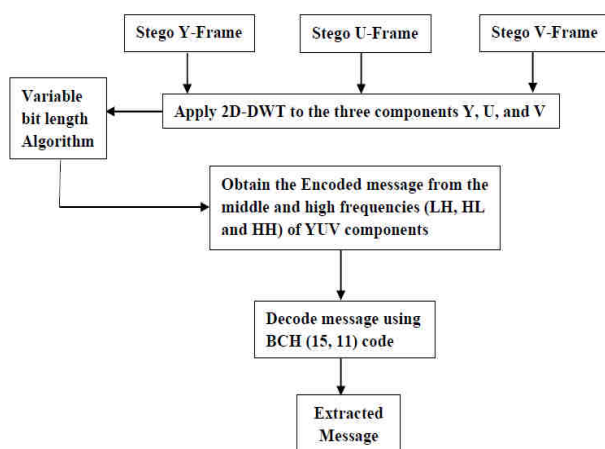 Stego Y-Frame
Stego U-Frame
Stego V-Frame
Variable
bit length
Algorithm
Apply 2D-DWT to the three components Y, U, and V
Obtain the Encoded message from the
middle and high frequencies (LH, HL
and HH) of YUV components
Decode message using
BCH (15, 11) code
Extracted
Message